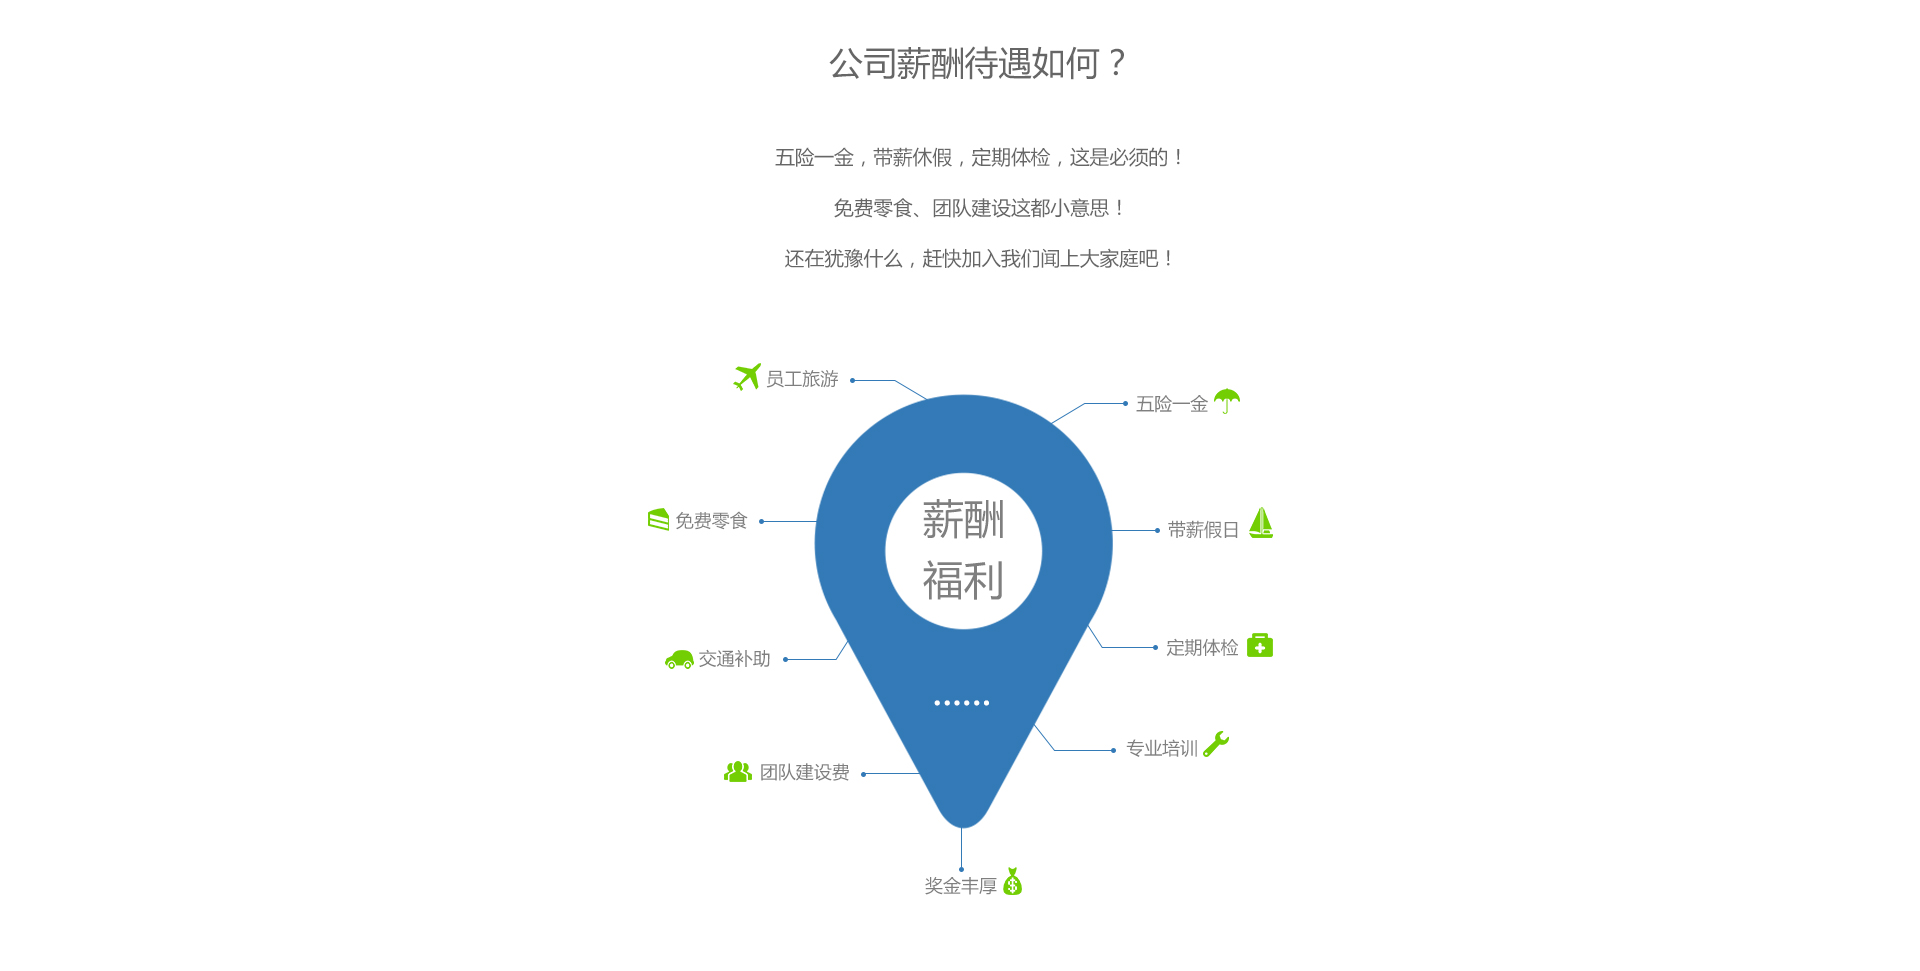 公司薪酬待遇如何？
五险一金，带薪休假，定期体检，这是必须的！
免费零食、团队建设这都小意思！
还在犹豫什么，赶快加入我们闻上大家庭吧！
员工旅游
五险一金
免费零食
薪酬
福利
带薪假日
交通补助
定期体检
......
专业培训
团队建设费
奖金丰厚